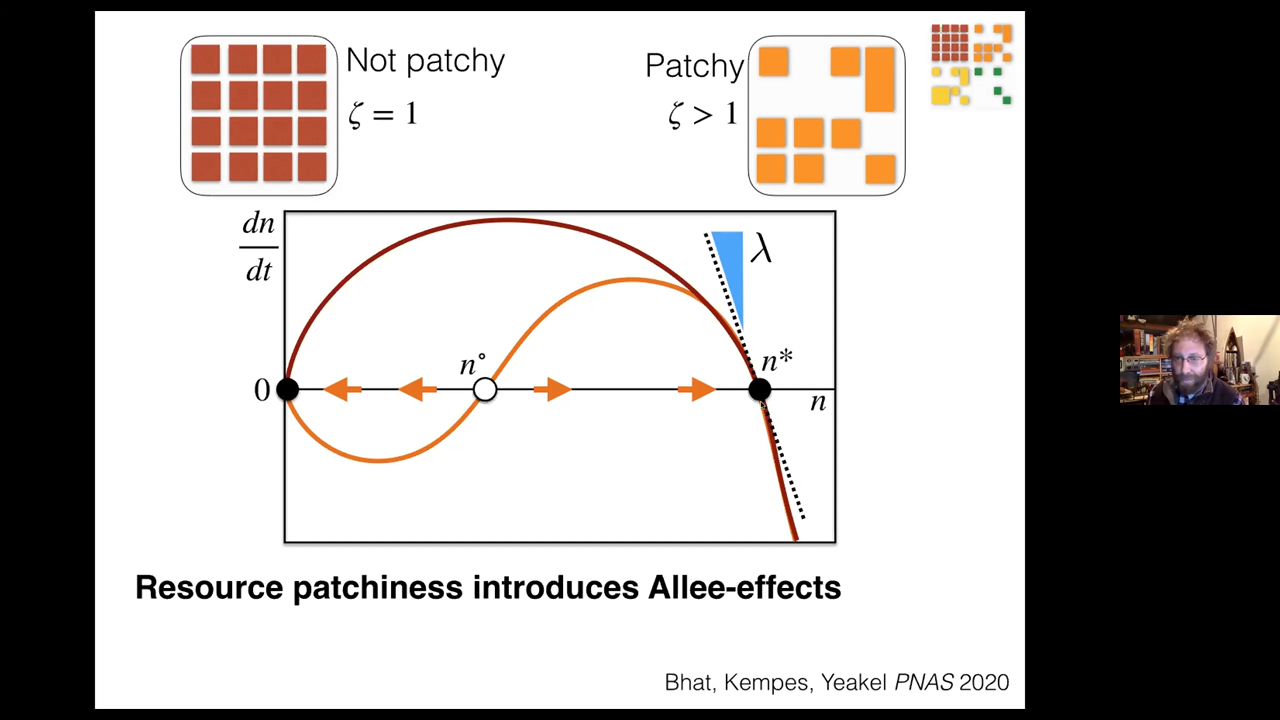 Not patchy
ζ = 1
Patchy
ζ > 1
dn
dt
λ
n°
n*
0
n
Resource patchiness introduces Allee-effects
Bhat, Kempes, Yeakel PNAS 2020